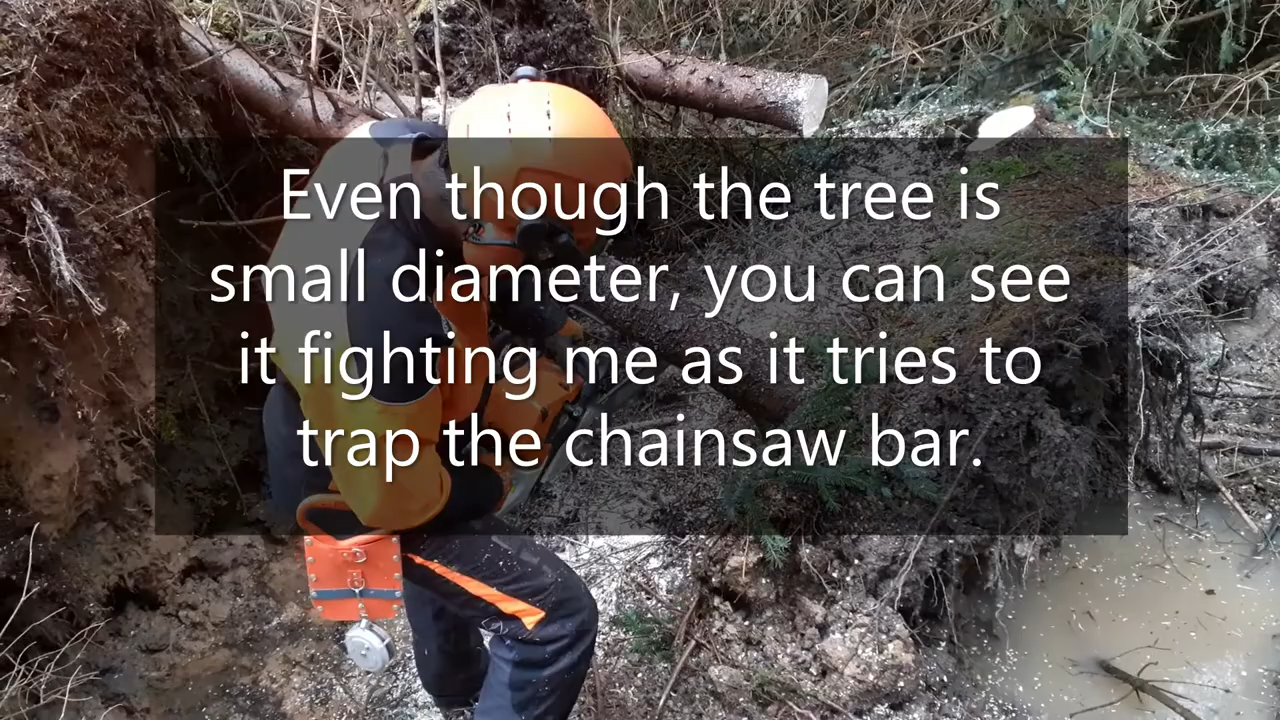 Even though the tree is
small diameter, you can see
it fighting me as it tries to
trap the chainsaw bar.